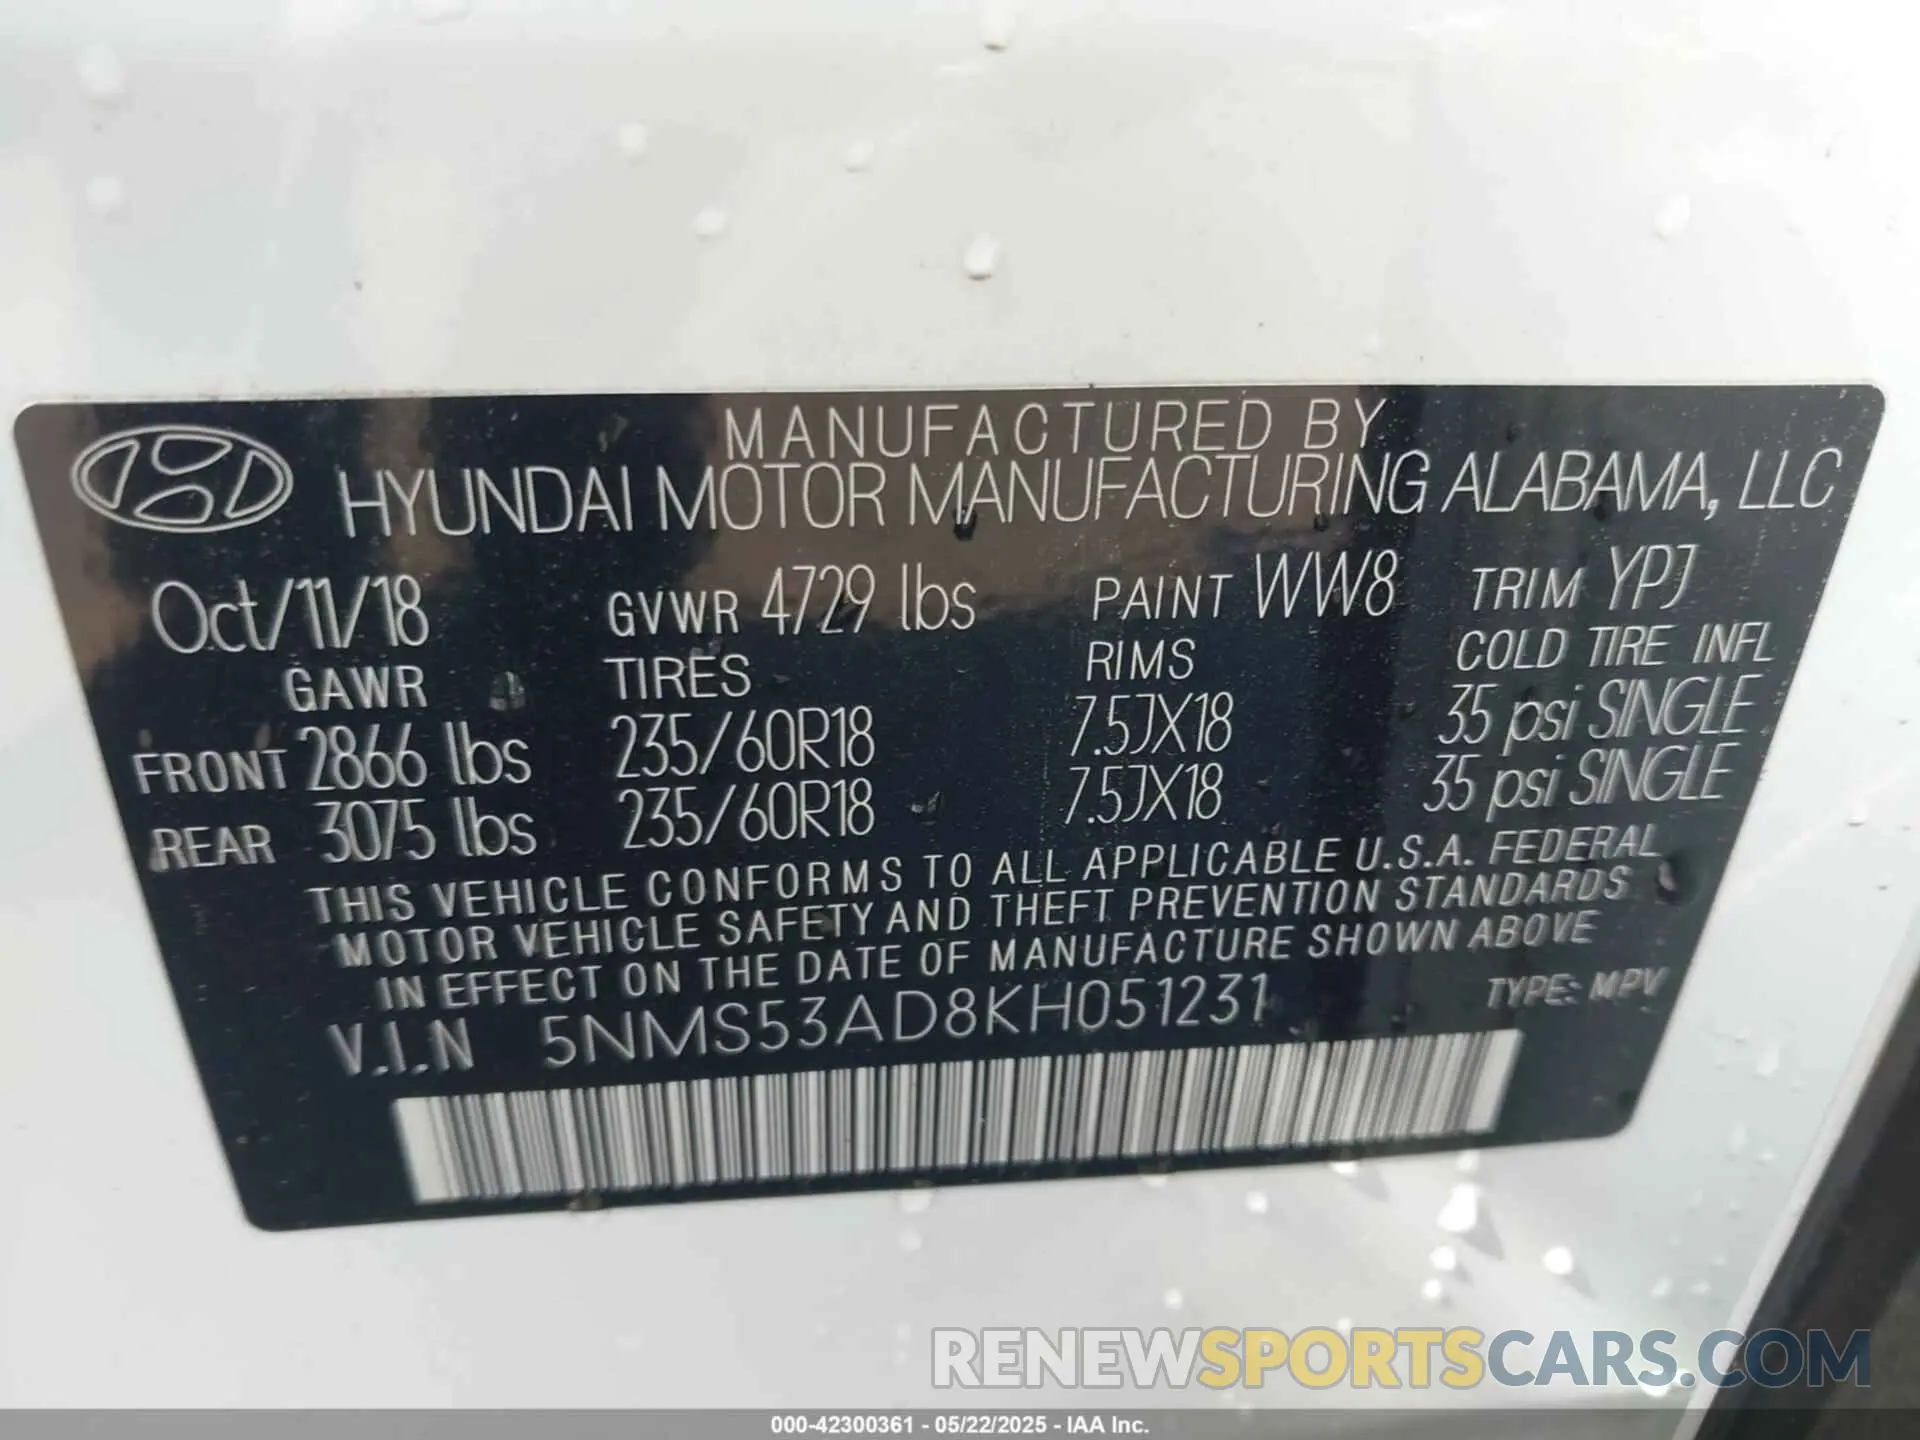 MANUFACTURED BY
HYUNDAI MOTOR MANUFACTURING ALABAMA, LLC
Oct/11/18 GVWR 4729 lbs PAINT WW8 TRIM YPJ
GAWR TIRES RIMS COLD TIRE INFL
FRONT 2866 lbs 235/60R18 7.5JX18 35 psi SINGLE
REAR 3075 lbs 235/60R18 7.5JX18 35 psi SINGLE
THIS VEHICLE CONFORMS TO ALL APPLICABLE U.S.A. FEDERAL
MOTOR VEHICLE SAFETY AND THEFT PREVENTION STANDARDS
IN EFFECT ON THE DATE OF MANUFACTURE SHOWN ABOVE
V.I.N 5NMS53AD8KH051231 TYPE: MPV
RENEWSPORTSCARS.COM
000-42300361 - 05/22/2025 - IAA Inc.